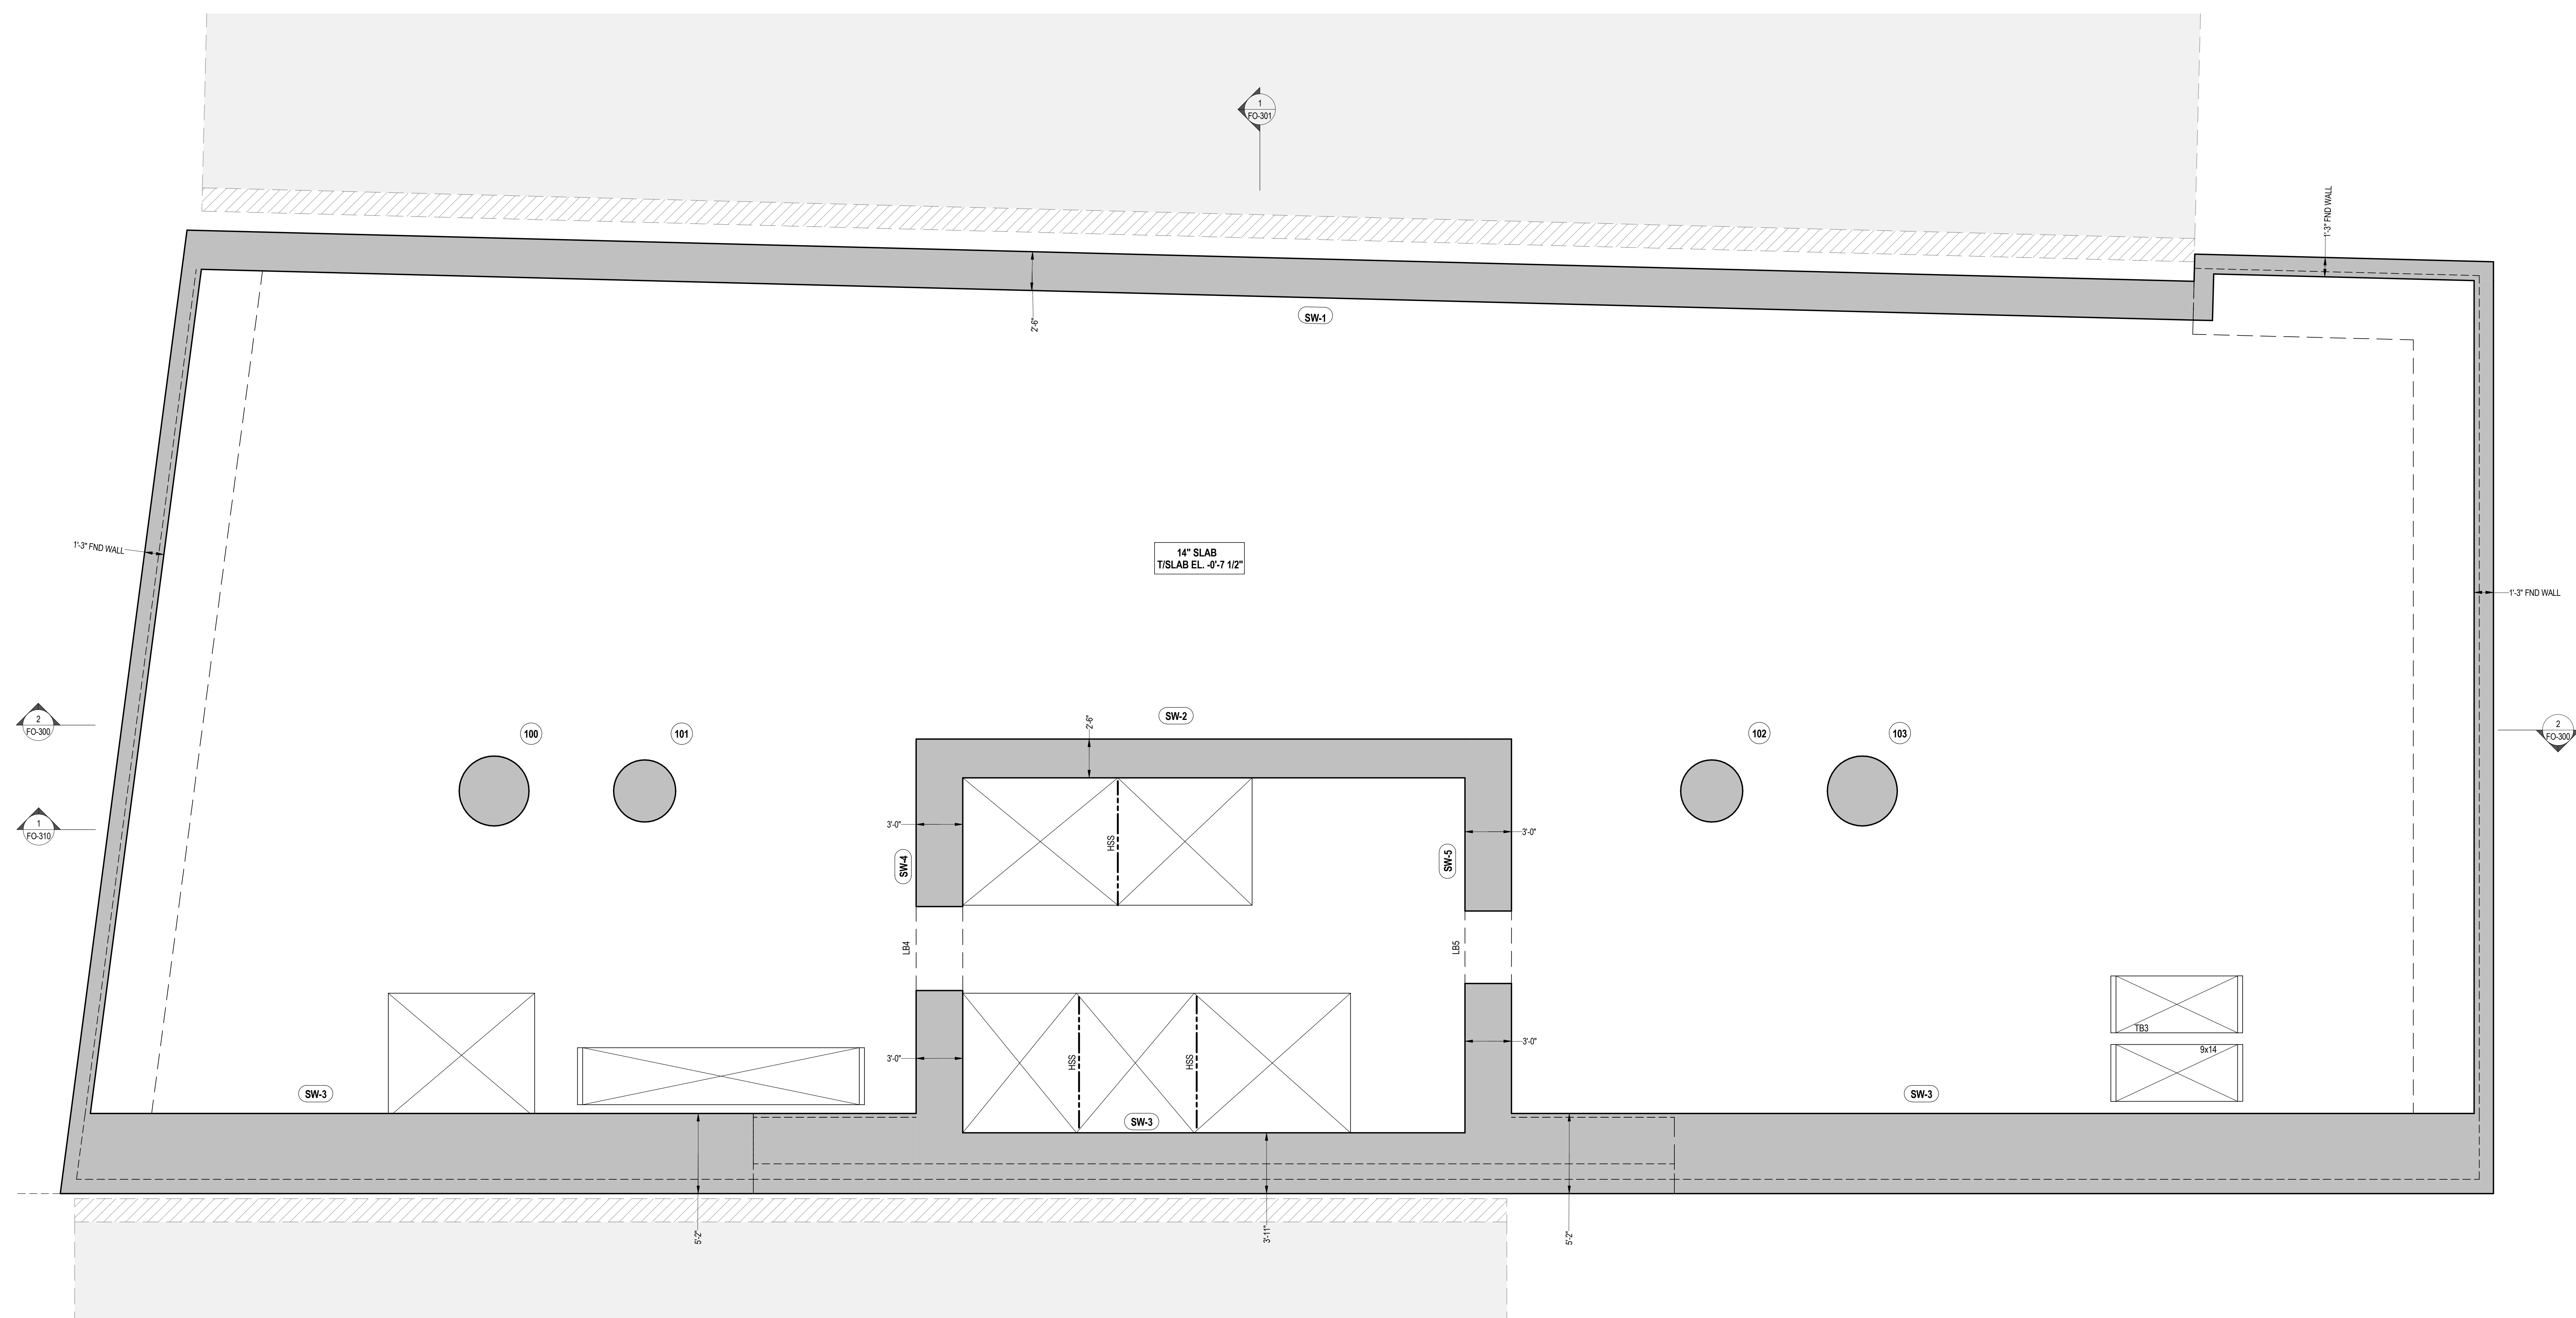 1
FO-301
1'-3" FND WALL
2'-6"
SW-1
1'-3" FND WALL
14" SLAB
T/SLAB EL. -0'-7 1/2"
1'-3" FND WALL
2
FO-300
100
101
SW-2
2'-6"
102
103
2
FO-300
1
FO-310
3'-0"
HSS
3'-0"
SW-4
SW-5
LB4
LB5
TB3
9x14
3'-0"
HSS
HSS
3'-0"
SW-3
SW-3
SW-3
5'-2"
3'-11"
5'-2"